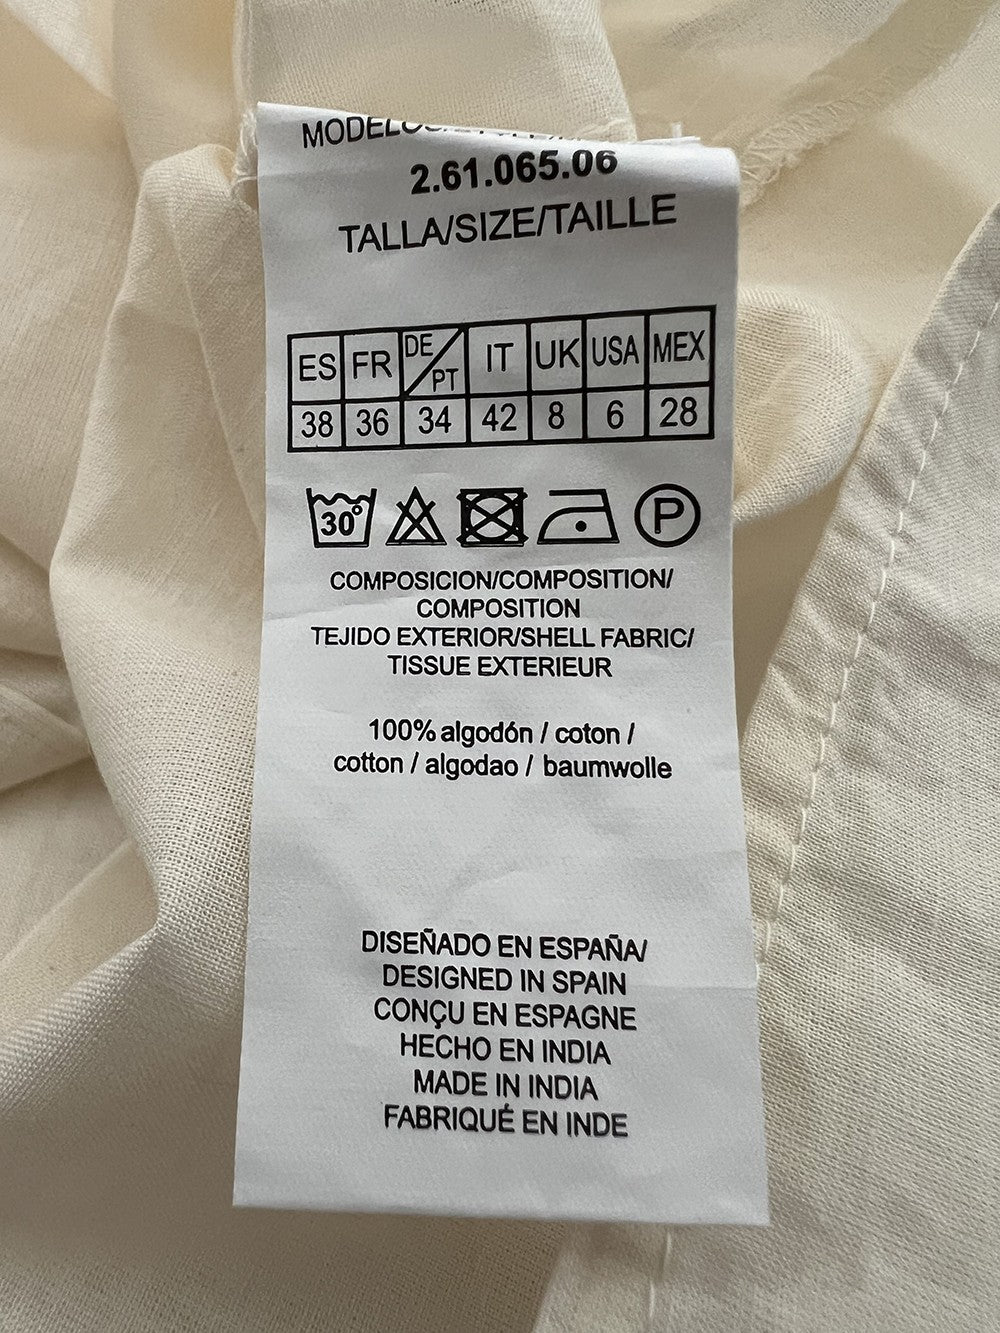 2.61.065.06
TALLA/SIZE/TAILLE
ES FR DE/PT IT UK USA MEX
38 36 34 42 8 6 28
30°
P
COMPOSICION/COMPOSITION/
COMPOSITION
TEJIDO EXTERIOR/SHELL FABRIC/
TISSUE EXTERIEUR
100% algodón / coton /
cotton / algodao / baumwolle
DISEÑADO EN ESPAÑA/
DESIGNED IN SPAIN
CONÇU EN ESPAGNE
HECHO EN INDIA
MADE IN INDIA
FABRIQUÉ EN INDE